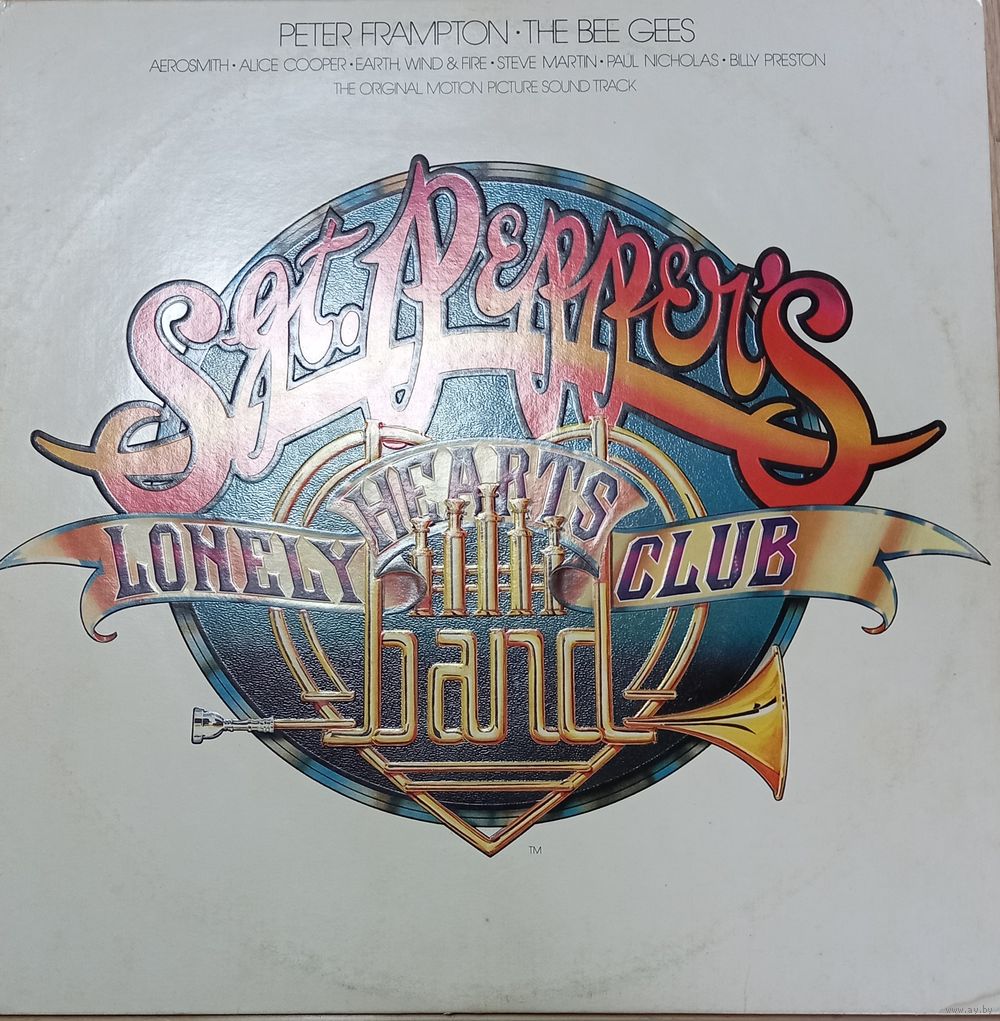 PETER FRAMPTON · THE BEE GEES
AEROSMITH · ALICE COOPER · EARTH, WIND & FIRE · STEVE MARTIN · PAUL NICHOLAS · BILLY PRESTON
THE ORIGINAL MOTION PICTURE SOUND TRACK
Sgt. Pepper's
LONELY HEARTS CLUB
band
TM
www.ay.by